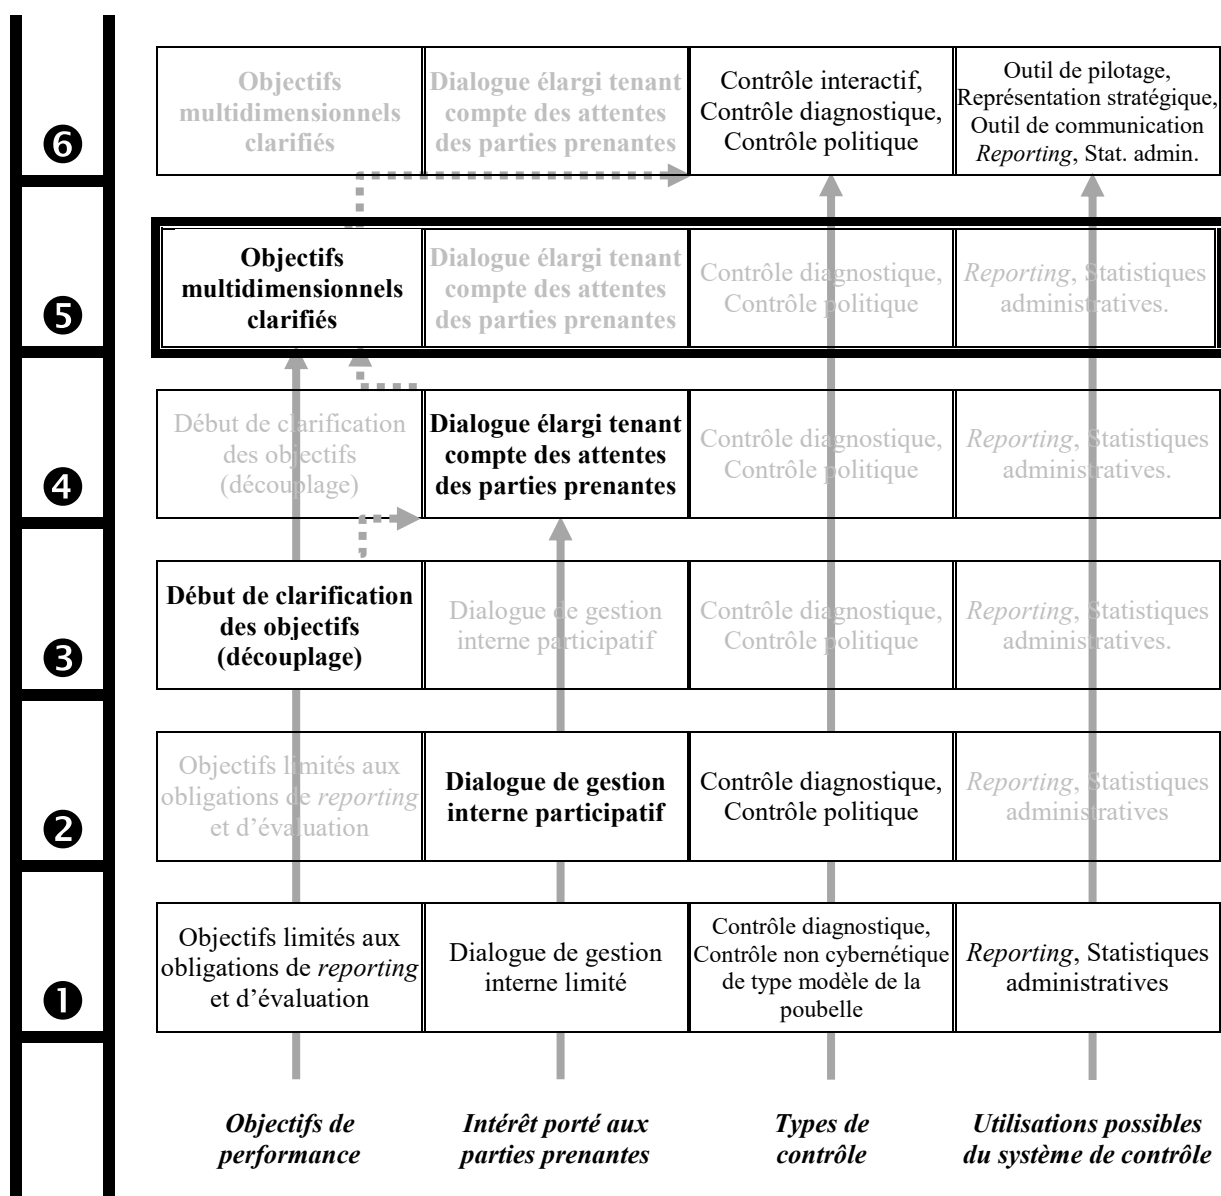 ❻
Objectifs
multidimensionnels
clarifiés
Dialogue élargi tenant
compte des attentes
des parties prenantes
Contrôle interactif,
Contrôle diagnostique,
Contrôle politique
Outil de pilotage,
Représentation stratégique,
Outil de communication
Reporting, Stat. admin.
❺
Objectifs
multidimensionnels
clarifiés
Dialogue élargi tenant
compte des attentes
des parties prenantes
Contrôle diagnostique,
Contrôle politique
Reporting, Statistiques
administratives.
❹
Début de clarification
des objectifs
(découplage)
Dialogue élargi tenant
compte des attentes
des parties prenantes
Contrôle diagnostique,
Contrôle politique
Reporting, Statistiques
administratives.
❸
Début de clarification
des objectifs
(découplage)
Dialogue de gestion
interne participatif
Contrôle diagnostique,
Contrôle politique
Reporting, Statistiques
administratives.
❷
Objectifs limités aux
obligations de reporting
et d'évaluation
Dialogue de gestion
interne participatif
Contrôle diagnostique,
Contrôle politique
Reporting, Statistiques
administratives
❶
Objectifs limités aux
obligations de reporting
et d'évaluation
Dialogue de gestion
interne limité
Contrôle diagnostique,
Contrôle non cybernétique
de type modèle de la
poubelle
Reporting, Statistiques
administratives
Objectifs de
performance
Intérêt porté aux
parties prenantes
Types de
contrôle
Utilisations possibles
du système de contrôle